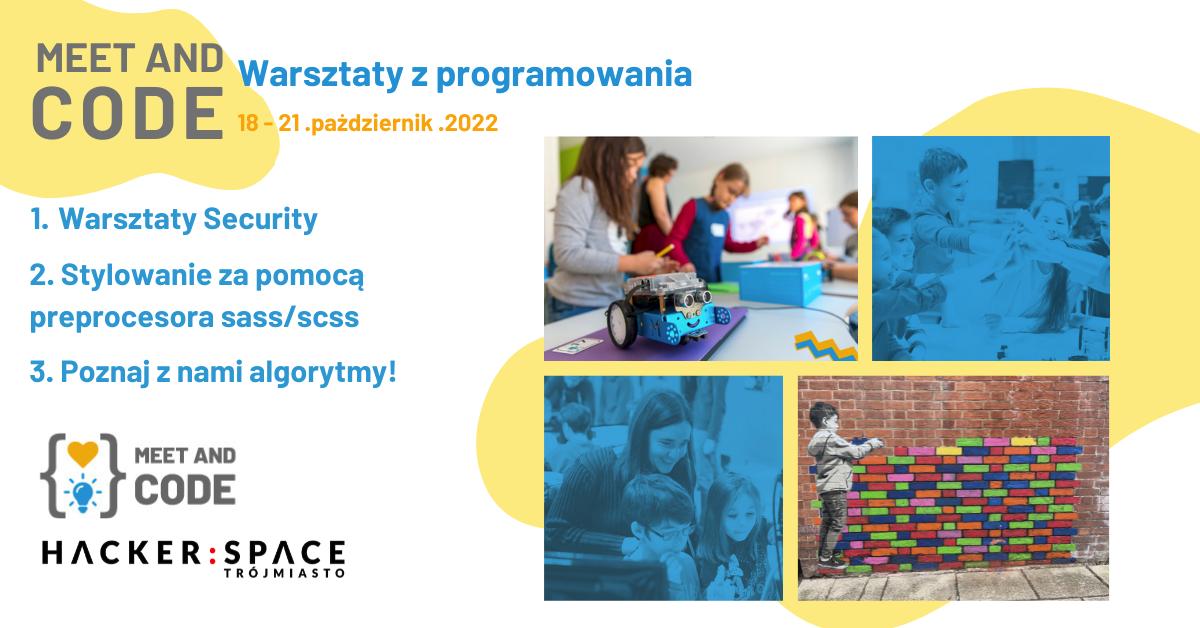 MEET AND
CODE
Warsztaty z programowania
18 - 21 .pażdziernik .2022
1. Warsztaty Security
2. Stylowanie za pomocą
preprocesora sass/scss
3. Poznaj z nami algorytmy!
MEET AND
CODE
HACKER:SPACE
TRÓJMIASTO